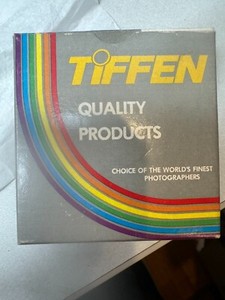 TiFFEN
QUALITY
PRODUCTS
CHOICE OF THE WORLD'S FINEST
PHOTOGRAPHERS